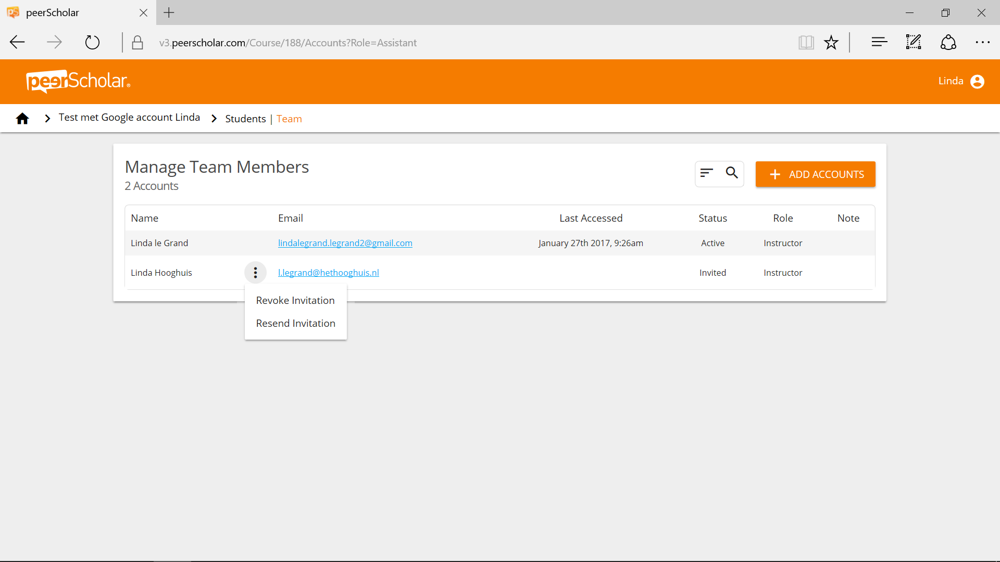 peerScholar
v3.peerscholar.com/Course/188/Accounts?Role=Assistant
peerScholar®
Linda
Test met Google account Linda
Students | Team
Manage Team Members
2 Accounts
ADD ACCOUNTS
Name Email Last Accessed Status Role Note
Linda le Grand lindalegrand.legrand2@gmail.com January 27th 2017, 9:26am Active Instructor
Linda Hooghuis l.legrand@hethooghuis.nl Invited Instructor
Revoke Invitation
Resend Invitation